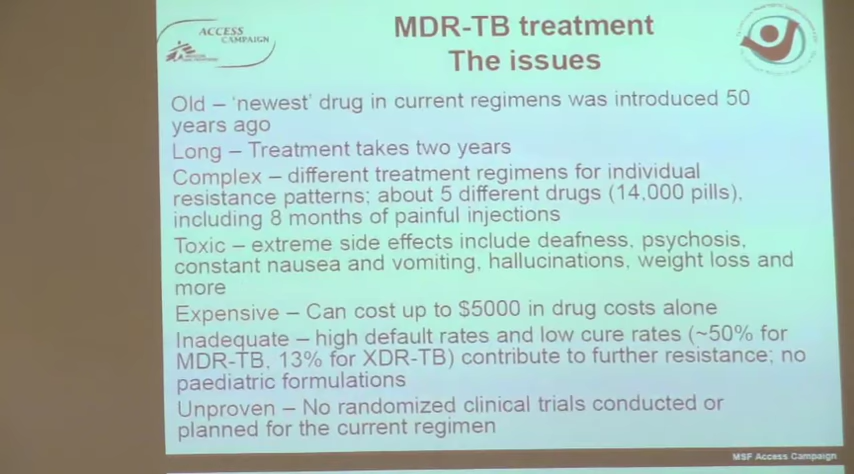 ACCESS
CAMPAIGN
MDR-TB treatment
The issues
Old – 'newest' drug in current regimens was introduced 50
years ago
Long – Treatment takes two years
Complex – different treatment regimens for individual
resistance patterns; about 5 different drugs (14,000 pills),
including 8 months of painful injections
Toxic – extreme side effects include deafness, psychosis,
constant nausea and vomiting, hallucinations, weight loss and
more
Expensive – Can cost up to $5000 in drug costs alone
Inadequate – high default rates and low cure rates (~50% for
MDR-TB, 13% for XDR-TB) contribute to further resistance; no
paediatric formulations
Unproven – No randomized clinical trials conducted or
planned for the current regimen
MSF Access Campaign